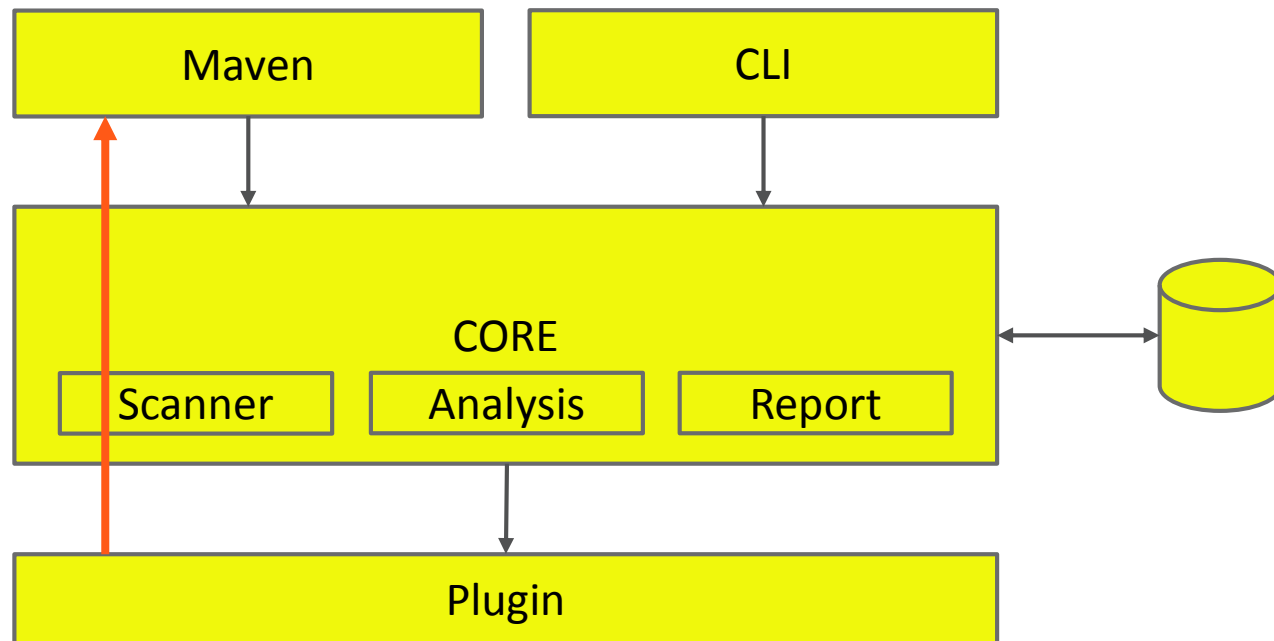 Maven
CLI
CORE
Scanner
Analysis
Report
Plugin